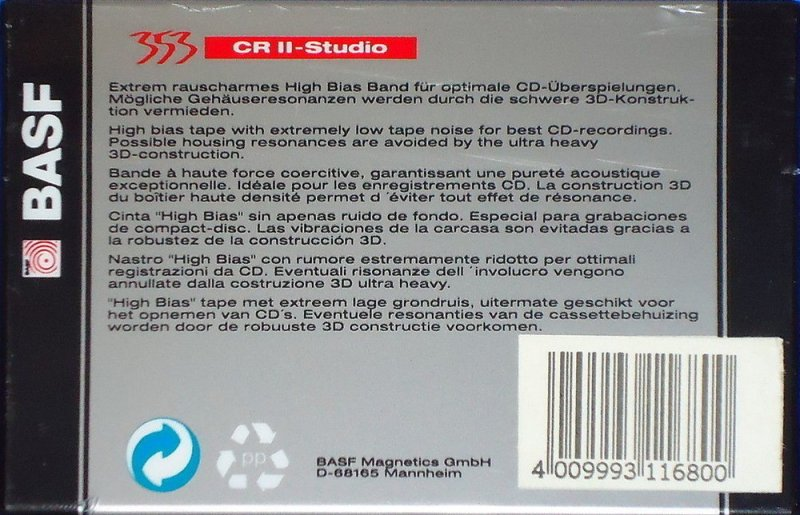 353 CR II-Studio
Extrem rauscharmes High Bias Band für optimale CD-Überspielungen.
Mögliche Gehäuseresonanzen werden durch die schwere 3D-Konstruk-
tion vermieden.
High bias tape with extremely low tape noise for best CD-recordings.
Possible housing resonances are avoided by the ultra heavy
3D-construction.
Bande à haute force coercitive, garantissant une pureté acoustique
exceptionnelle. Idéale pour les enregistrements CD. La construction 3D
du boîtier haute densité permet d ´éviter tout effet de résonance.
Cinta "High Bias" sin apenas ruido de fondo. Especial para grabaciones
de compact-disc. Las vibraciones de la carcasa son evitadas gracias a
la robustez de la construcción 3D.
Nastro "High Bias" con rumore estremamente ridotto per ottimali
registrazioni da CD. Eventuali risonanze dell ´involucro vengono
annullate dalla costruzione 3D ultra heavy.
"High Bias" tape met extreem lage grondruis, uitermate geschikt voor
het opnemen van CD´s. Eventuele resonanties van de cassettebehuizing
worden door de robuuste 3D constructie voorkomen.
BASF
BASF
pp
BASF Magnetics GmbH
D-68165 Mannheim
4 009993 116800